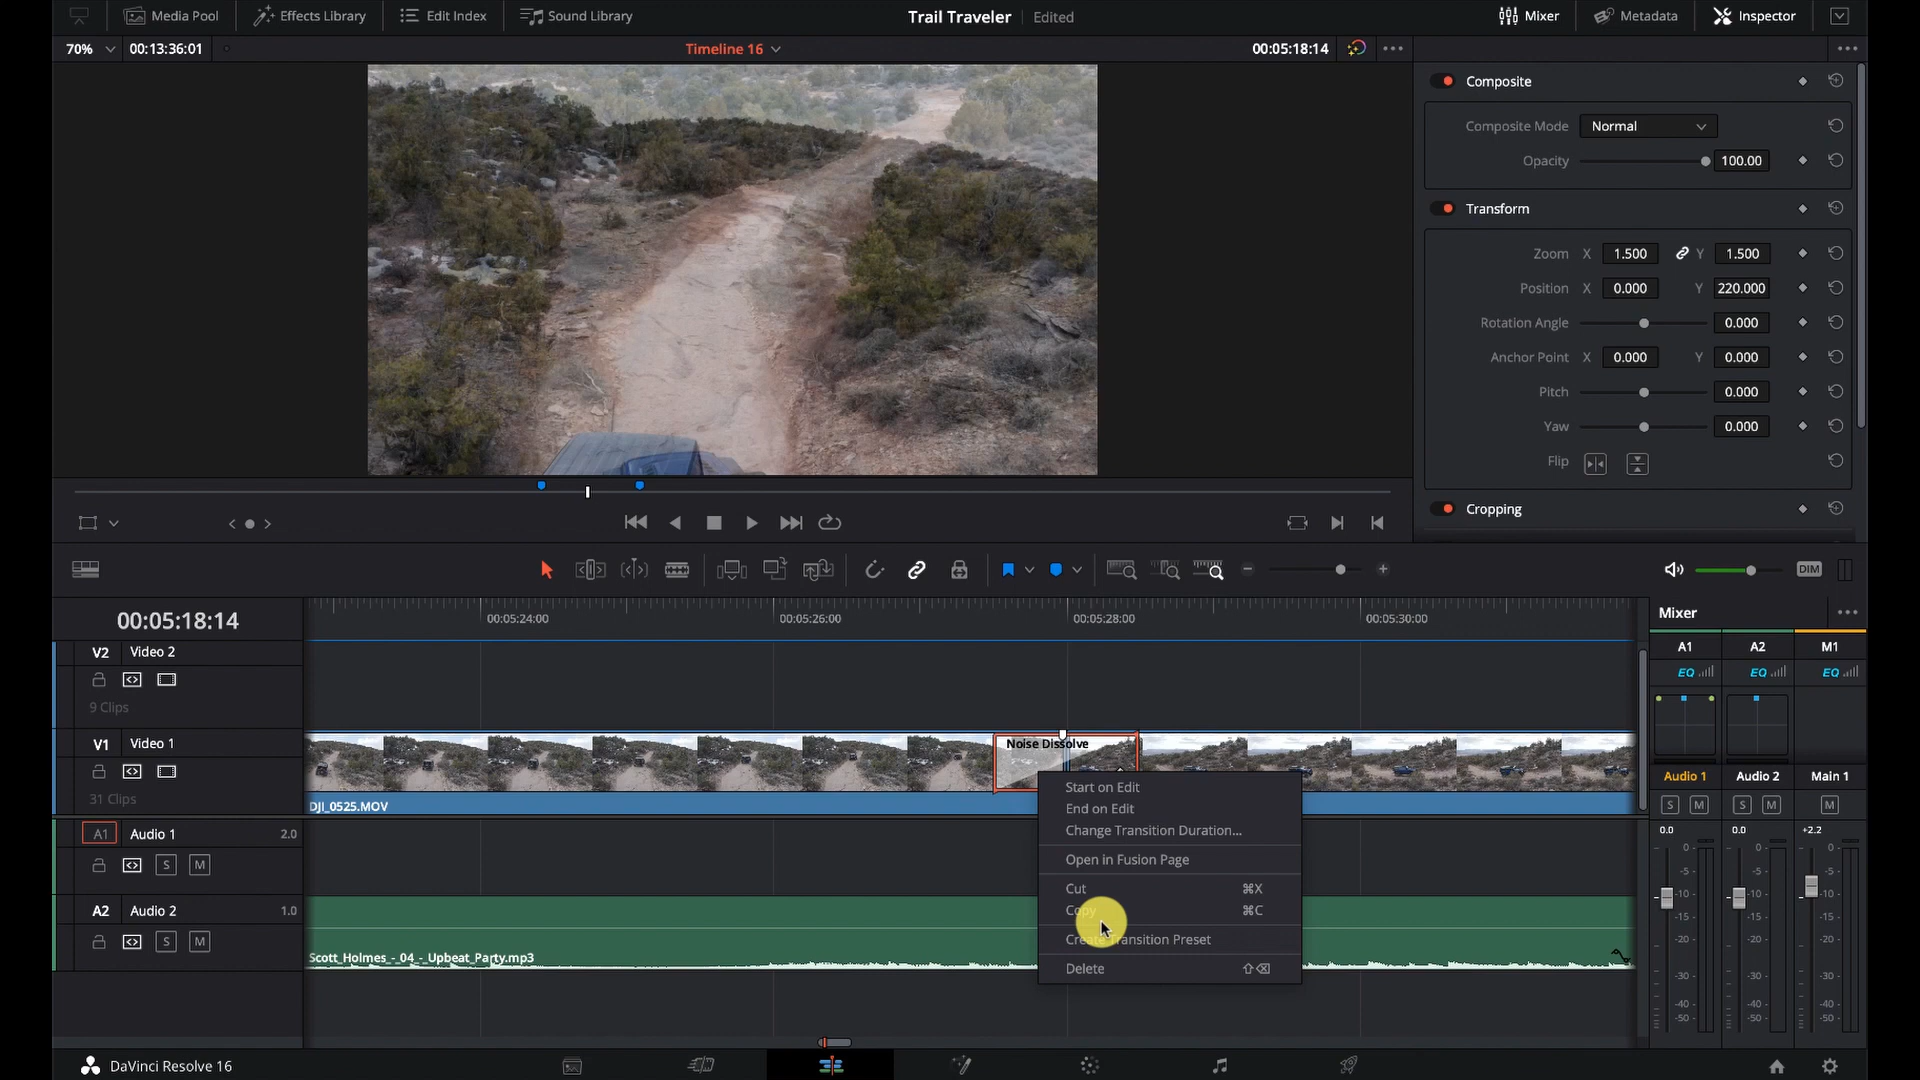 Media Pool
Effects Library
Edit Index
Sound Library
Trail Traveler
Edited
Mixer
Metadata
Inspector
70%
00:13:36:01
Timeline 16
00:05:18:14
Composite
Composite Mode
Normal
Opacity
100.00
Transform
Zoom X 1.500 Y 1.500
Position X 0.000 Y 220.000
Rotation Angle 0.000
Anchor Point X 0.000 Y 0.000
Pitch 0.000
Yaw 0.000
Flip
Cropping
DIM
00:05:18:14
00:05:24:00
00:05:26:00
00:05:28:00
00:05:30:00
Mixer
V2 Video 2
9 Clips
V1 Video 1
31 Clips
Noise Dissolve
DJI_0525.MOV
A1 Audio 1 2.0
S M
A2 Audio 2 1.0
S M
Scott_Holmes_-_04_-_Upbeat_Party.mp3
Start on Edit
End on Edit
Change Transition Duration...
Open in Fusion Page
Cut ⌘X
Copy ⌘C
Create Transition Preset
Delete ⇧⌫
A1 A2 M1
EQ EQ EQ
Audio 1 Audio 2 Main 1
S M S M M
0.0 0.0 +2.2
0- 0- 0-
-5- -5- -5-
-10- -10- -10-
-15- -15- -15-
-20- -20- -20-
-30- -30- -30-
-40- -40- -40-
-50- -50- -50-
DaVinci Resolve 16